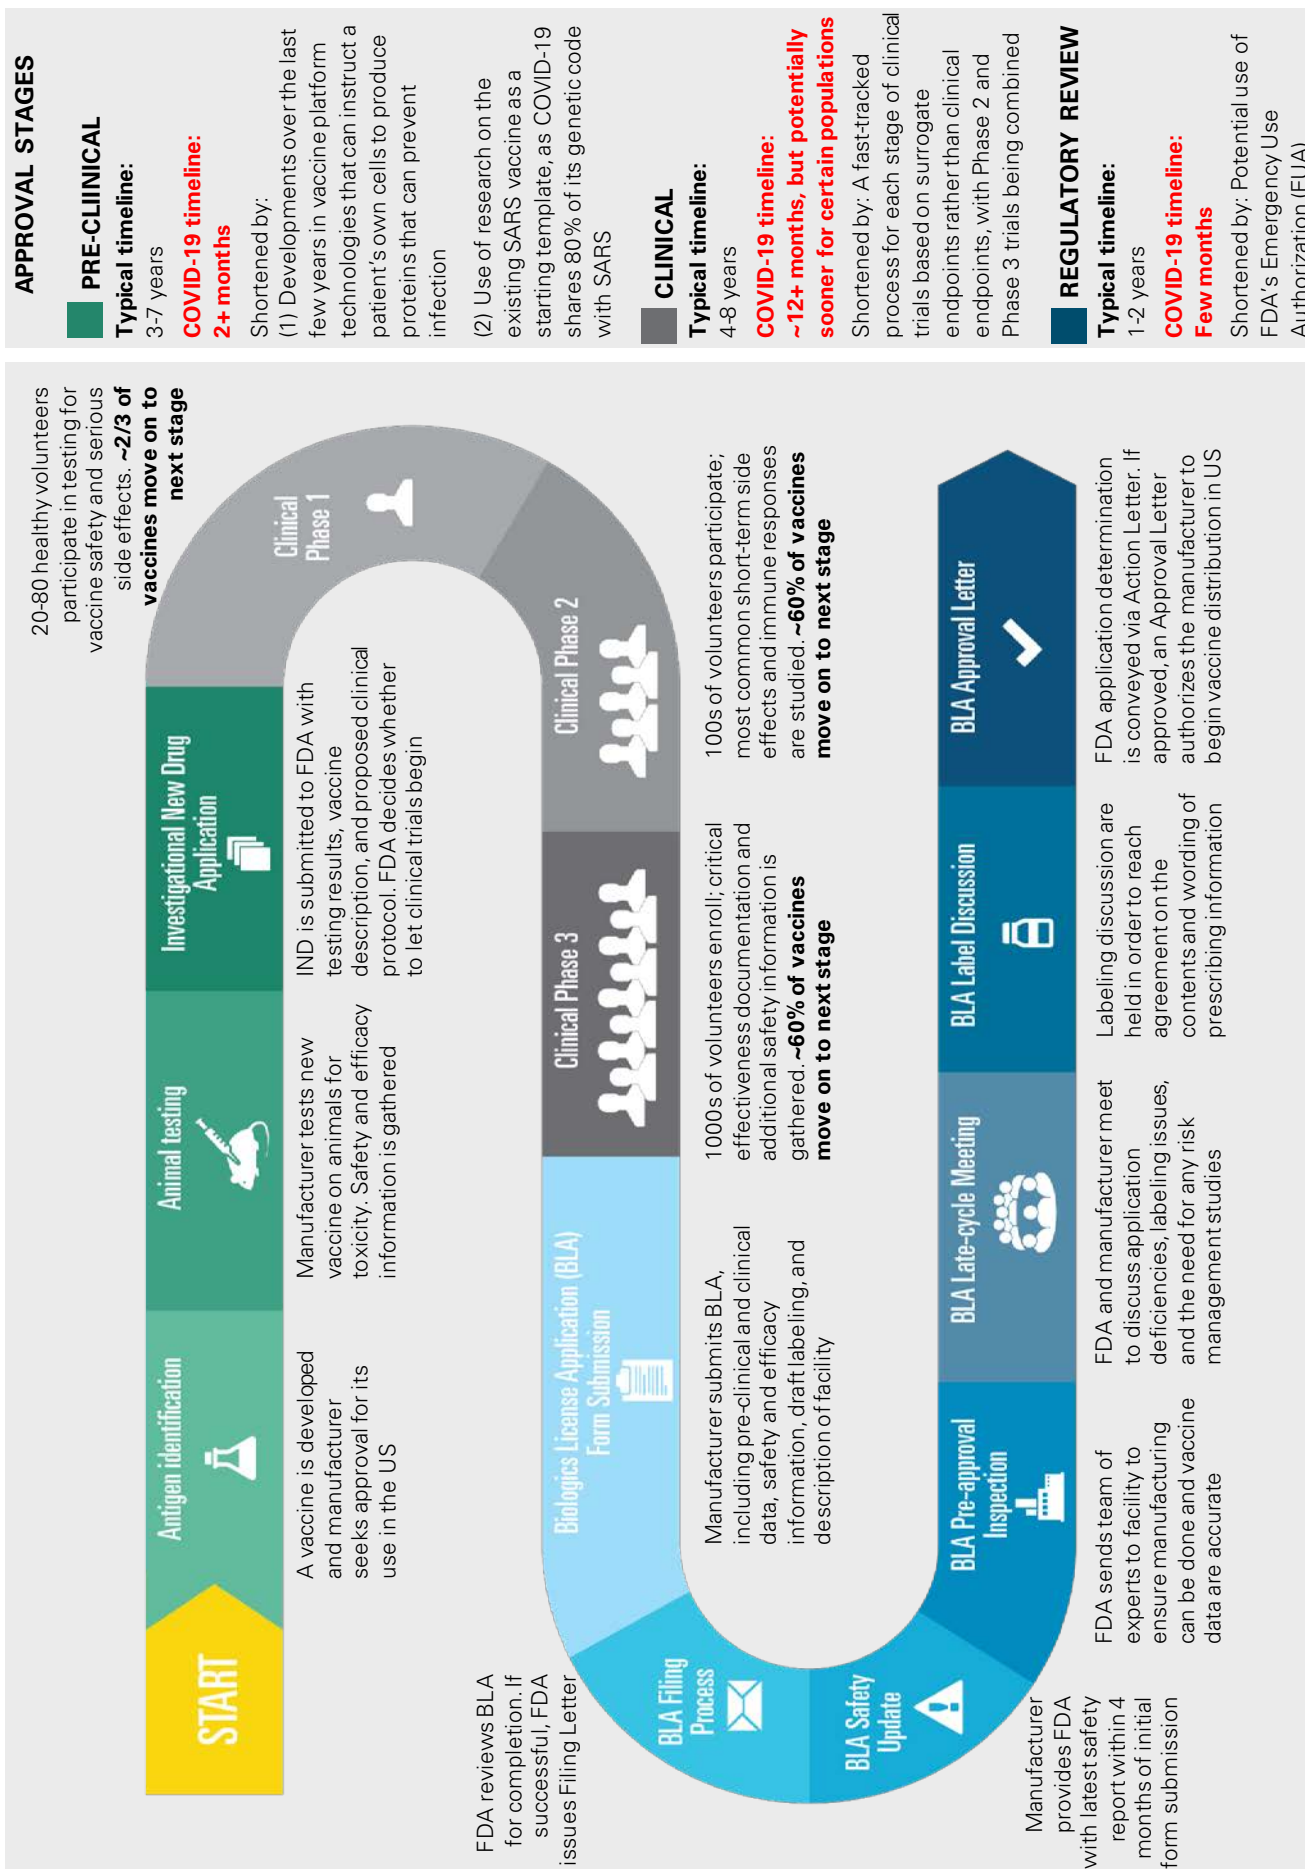 START
Antigen identification
A vaccine is developed
and manufacturer
seeks approval for its
use in the US
Animal testing
Manufacturer tests new
vaccine on animals for
toxicity. Safety and efficacy
information is gathered
Investigational New Drug
Application
IND is submitted to FDA with
testing results, vaccine
description, and proposed clinical
protocol. FDA decides whether
to let clinical trials begin
20-80 healthy volunteers
participate in testing for
vaccine safety and serious
side effects. ~2/3 of
vaccines move on to
next stage
Clinical
Phase 1
Clinical Phase 2
100s of volunteers participate;
most common short-term side
effects and immune responses
are studied. ~60% of vaccines
move on to next stage
Clinical Phase 3
1000s of volunteers enroll; critical
effectiveness documentation and
additional safety information is
gathered. ~60% of vaccines
move on to next stage
Biologics License Application (BLA)
Form Submission
Manufacturer submits BLA,
including pre-clinical and clinical
data, safety and efficacy
information, draft labeling, and
description of facility
FDA reviews BLA
for completion. If
successful, FDA
issues Filing Letter
BLA Filing
Process
BLA Safety
Update
Manufacturer
provides FDA
with latest safety
report within 4
months of initial
form submission
BLA Pre-approval
Inspection
FDA sends team of
experts to facility to
ensure manufacturing
can be done and vaccine
data are accurate
BLA Late-cycle Meeting
FDA and manufacturer meet
to discuss application
deficiencies, labeling issues,
and the need for any risk
management studies
BLA Label Discussion
Labeling discussion are
held in order to reach
agreement on the
contents and wording of
prescribing information
BLA Approval Letter
FDA application determination
is conveyed via Action Letter. If
approved, an Approval Letter
authorizes the manufacturer to
begin vaccine distribution in US
APPROVAL STAGES
PRE-CLIINICAL
Typical timeline:
3-7 years
COVID-19 timeline:
2+ months
Shortened by:
(1) Developments over the last
few years in vaccine platform
technologies that can instruct a
patient's own cells to produce
proteins that can prevent
infection
(2) Use of research on the
existing SARS vaccine as a
starting template, as COVID-19
shares 80% of its genetic code
with SARS
CLINICAL
Typical timeline:
4-8 years
COVID-19 timeline:
~12+ months, but potentially
sooner for certain populations
Shortened by: A fast-tracked
process for each stage of clinical
trials based on surrogate
endpoints rather than clinical
endpoints, with Phase 2 and
Phase 3 trials being combined
REGULATORY REVIEW
Typical timeline:
1-2 years
COVID-19 timeline:
Few months
Shortened by: Potential use of
FDA's Emergency Use
Authorization (EUA)